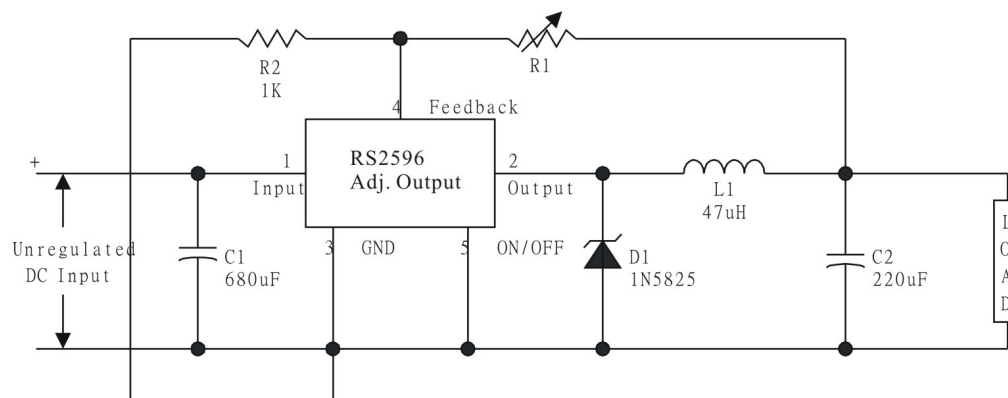 R2
1K
R1
4 Feedback
+
1
Input
RS2596
Adj. Output
2
Output
L1
47uH
Unregulated
DC Input
C1
680uF
3 GND
5 ON/OFF
D1
1N5825
C2
220uF
L
O
A
D